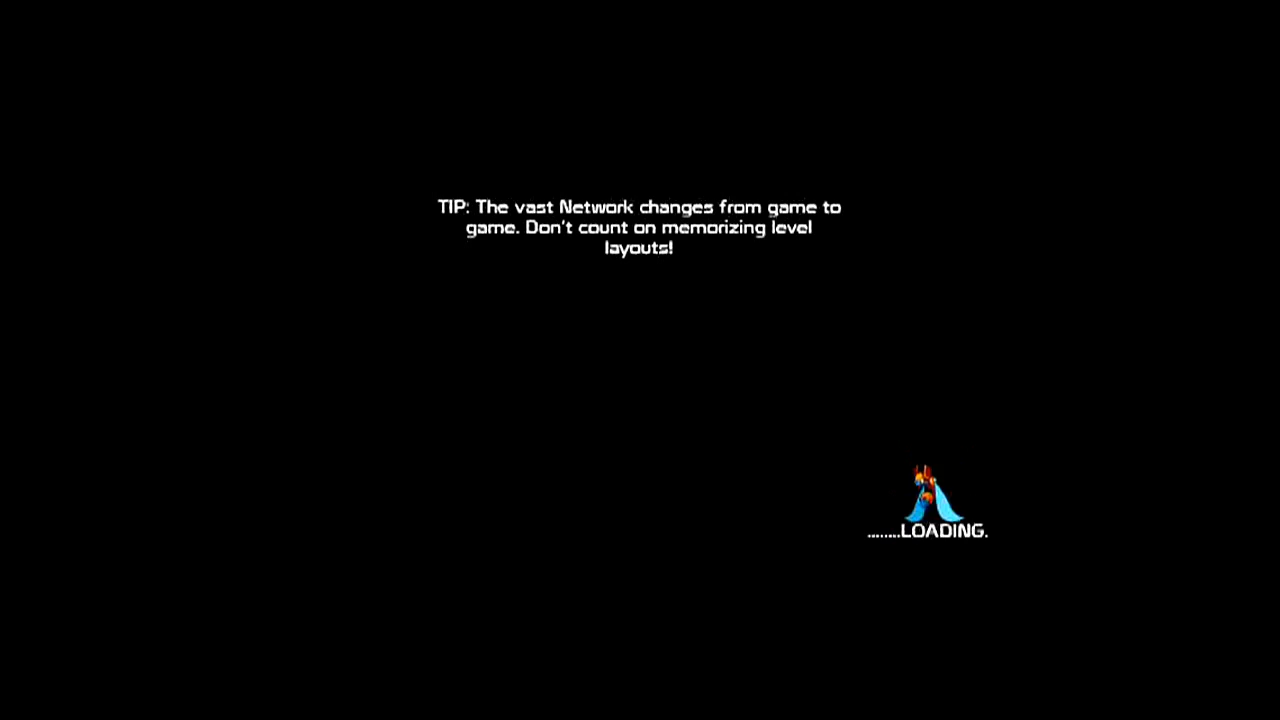 TIP: The vast Network changes from game to
game. Don't count on memorizing level
layouts!
........LOADING.